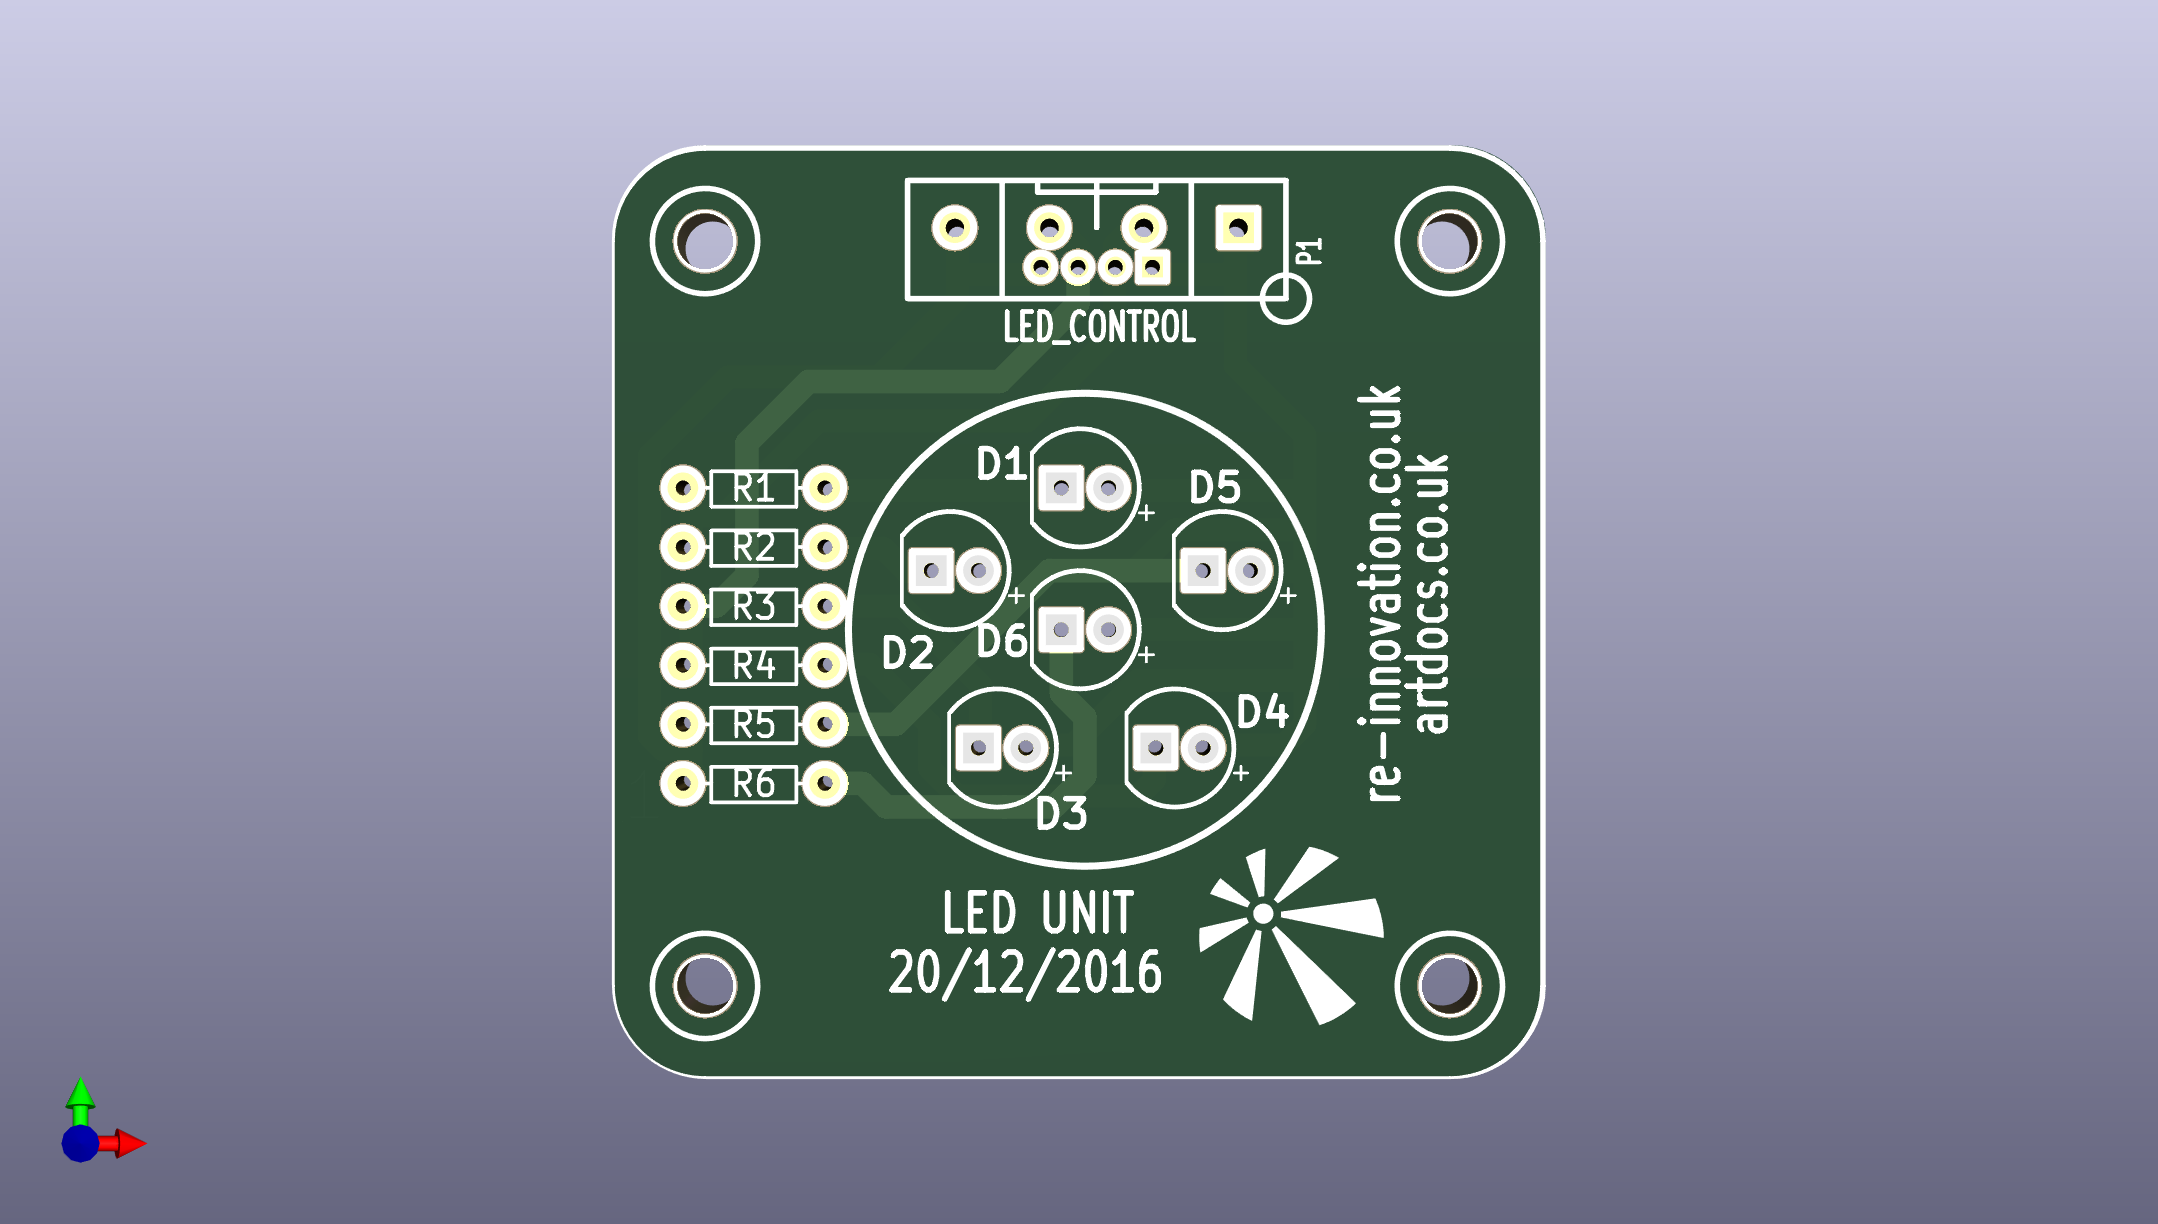 P1
LED_CONTROL
D1
D5
R1
R2
R3
R4
R5
R6
D2
D6
D4
D3
+
+
+
+
+
+
re-innovation.co.uk
artdocs.co.uk
LED UNIT
20/12/2016